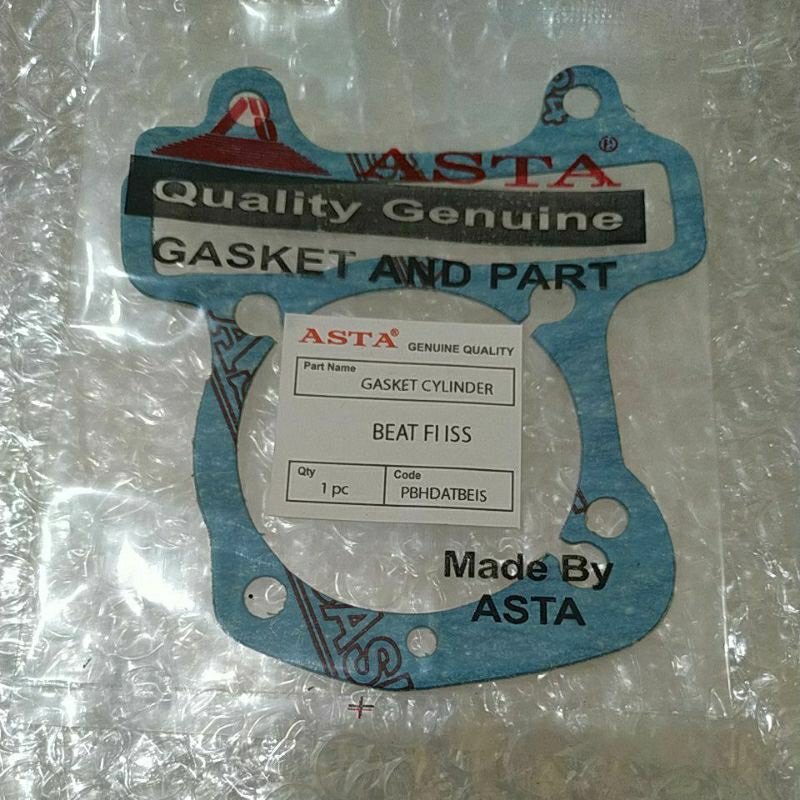 ASTA®
Quality Genuine
GASKET AND PART
ASTA® GENUINE QUALITY
Part Name
GASKET CYLINDER
BEAT FI ISS
Qty
1 pc
Code
PBHDATBEIS
Made By
ASTA